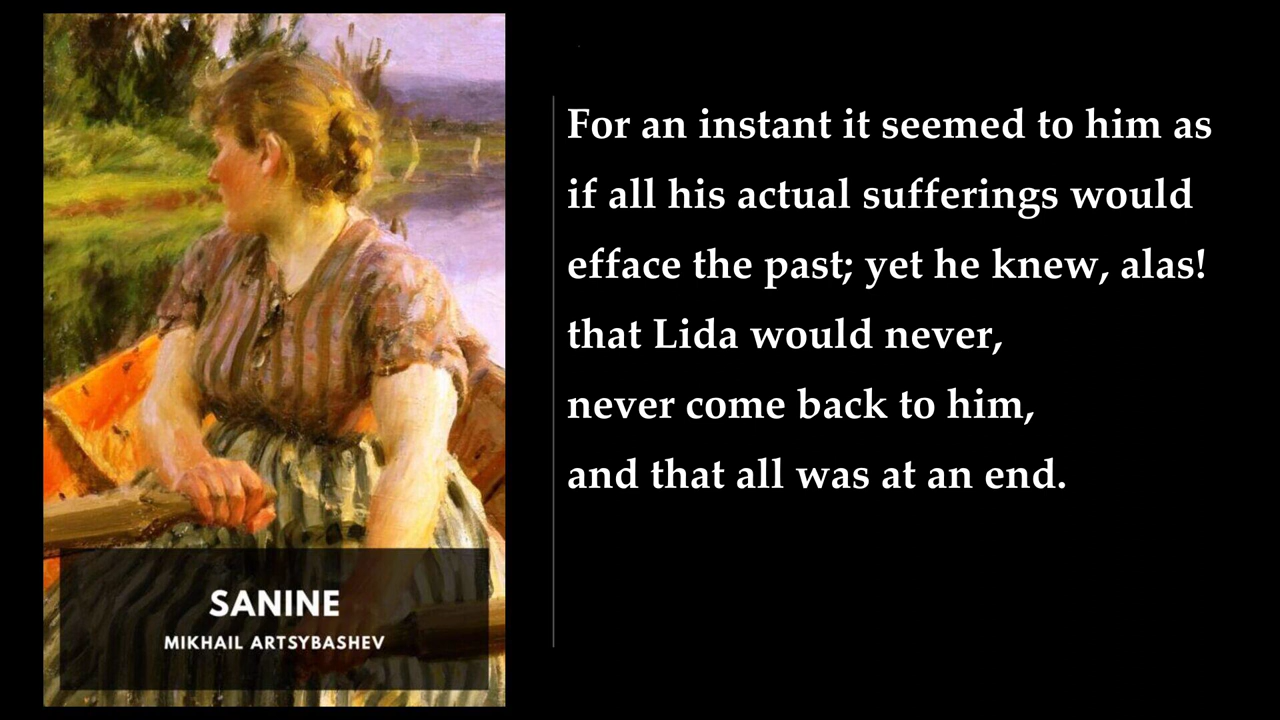 SANINE
MIKHAIL ARTSYBASHEV
For an instant it seemed to him as
if all his actual sufferings would
efface the past; yet he knew, alas!
that Lida would never,
never come back to him,
and that all was at an end.